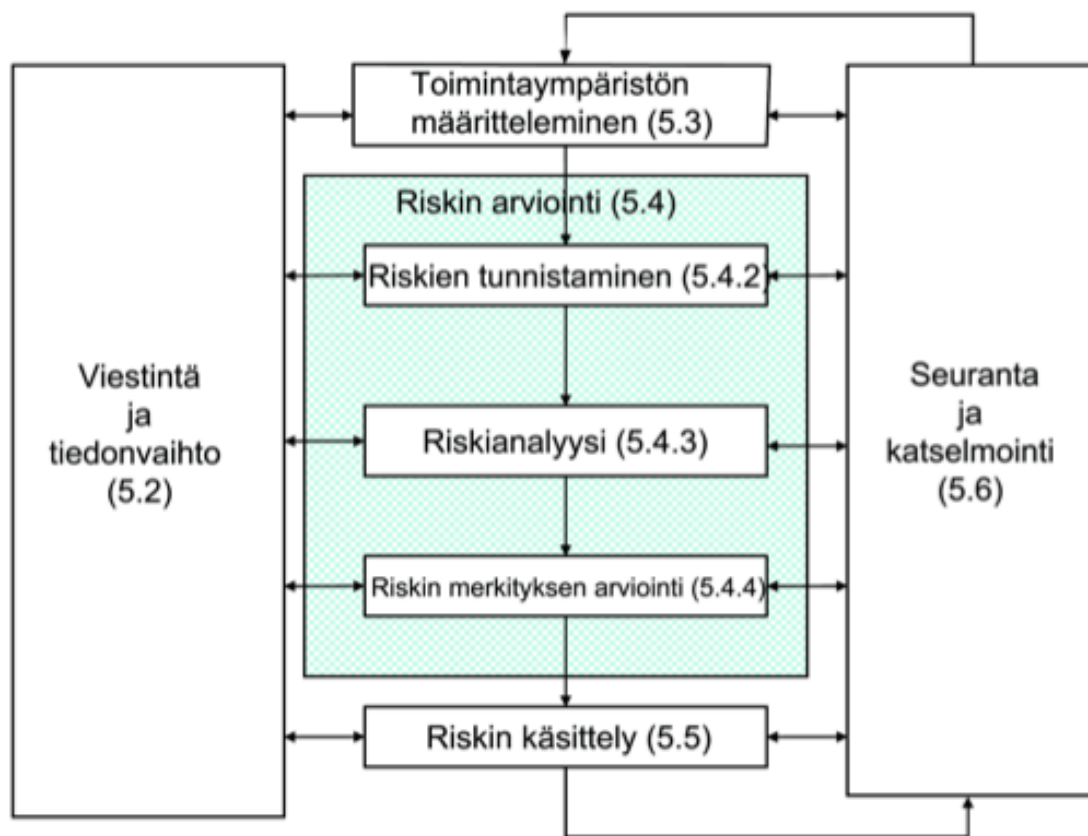 Toimintaympäristön
määritteleminen (5.3)
Riskin arviointi (5.4)
Riskien tunnistaminen (5.4.2)
Viestintä
ja
tiedonvaihto
(5.2)
Riskianalyysi (5.4.3)
Seuranta
ja
katselmointi
(5.6)
Riskin merkityksen arviointi (5.4.4)
Riskin käsittely (5.5)